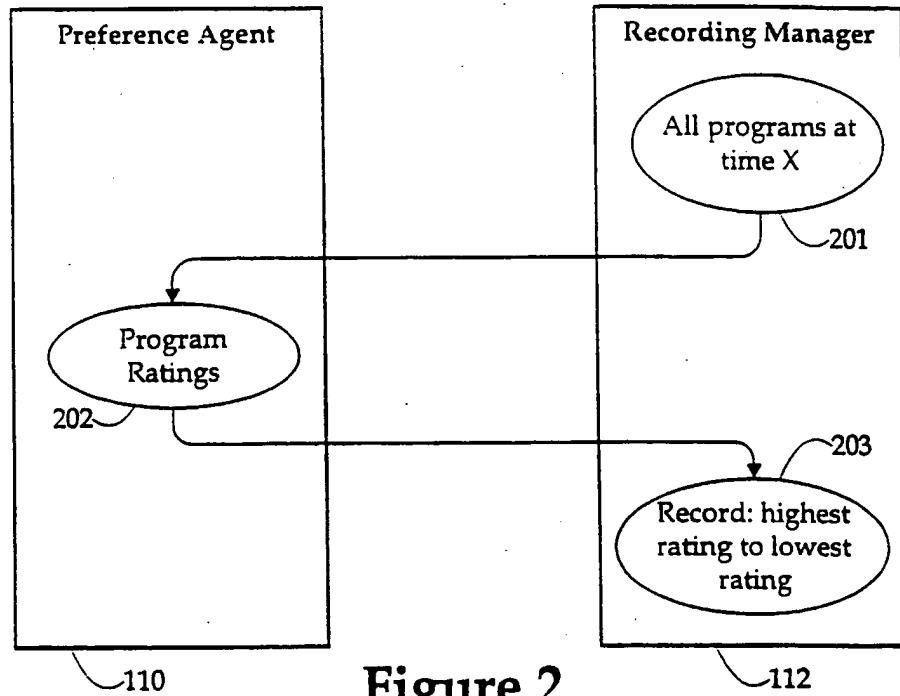 Preference Agent
Recording Manager
All programs at
time X
201
Program
Ratings
202
203
Record: highest
rating to lowest
rating
110
112
Figure 2